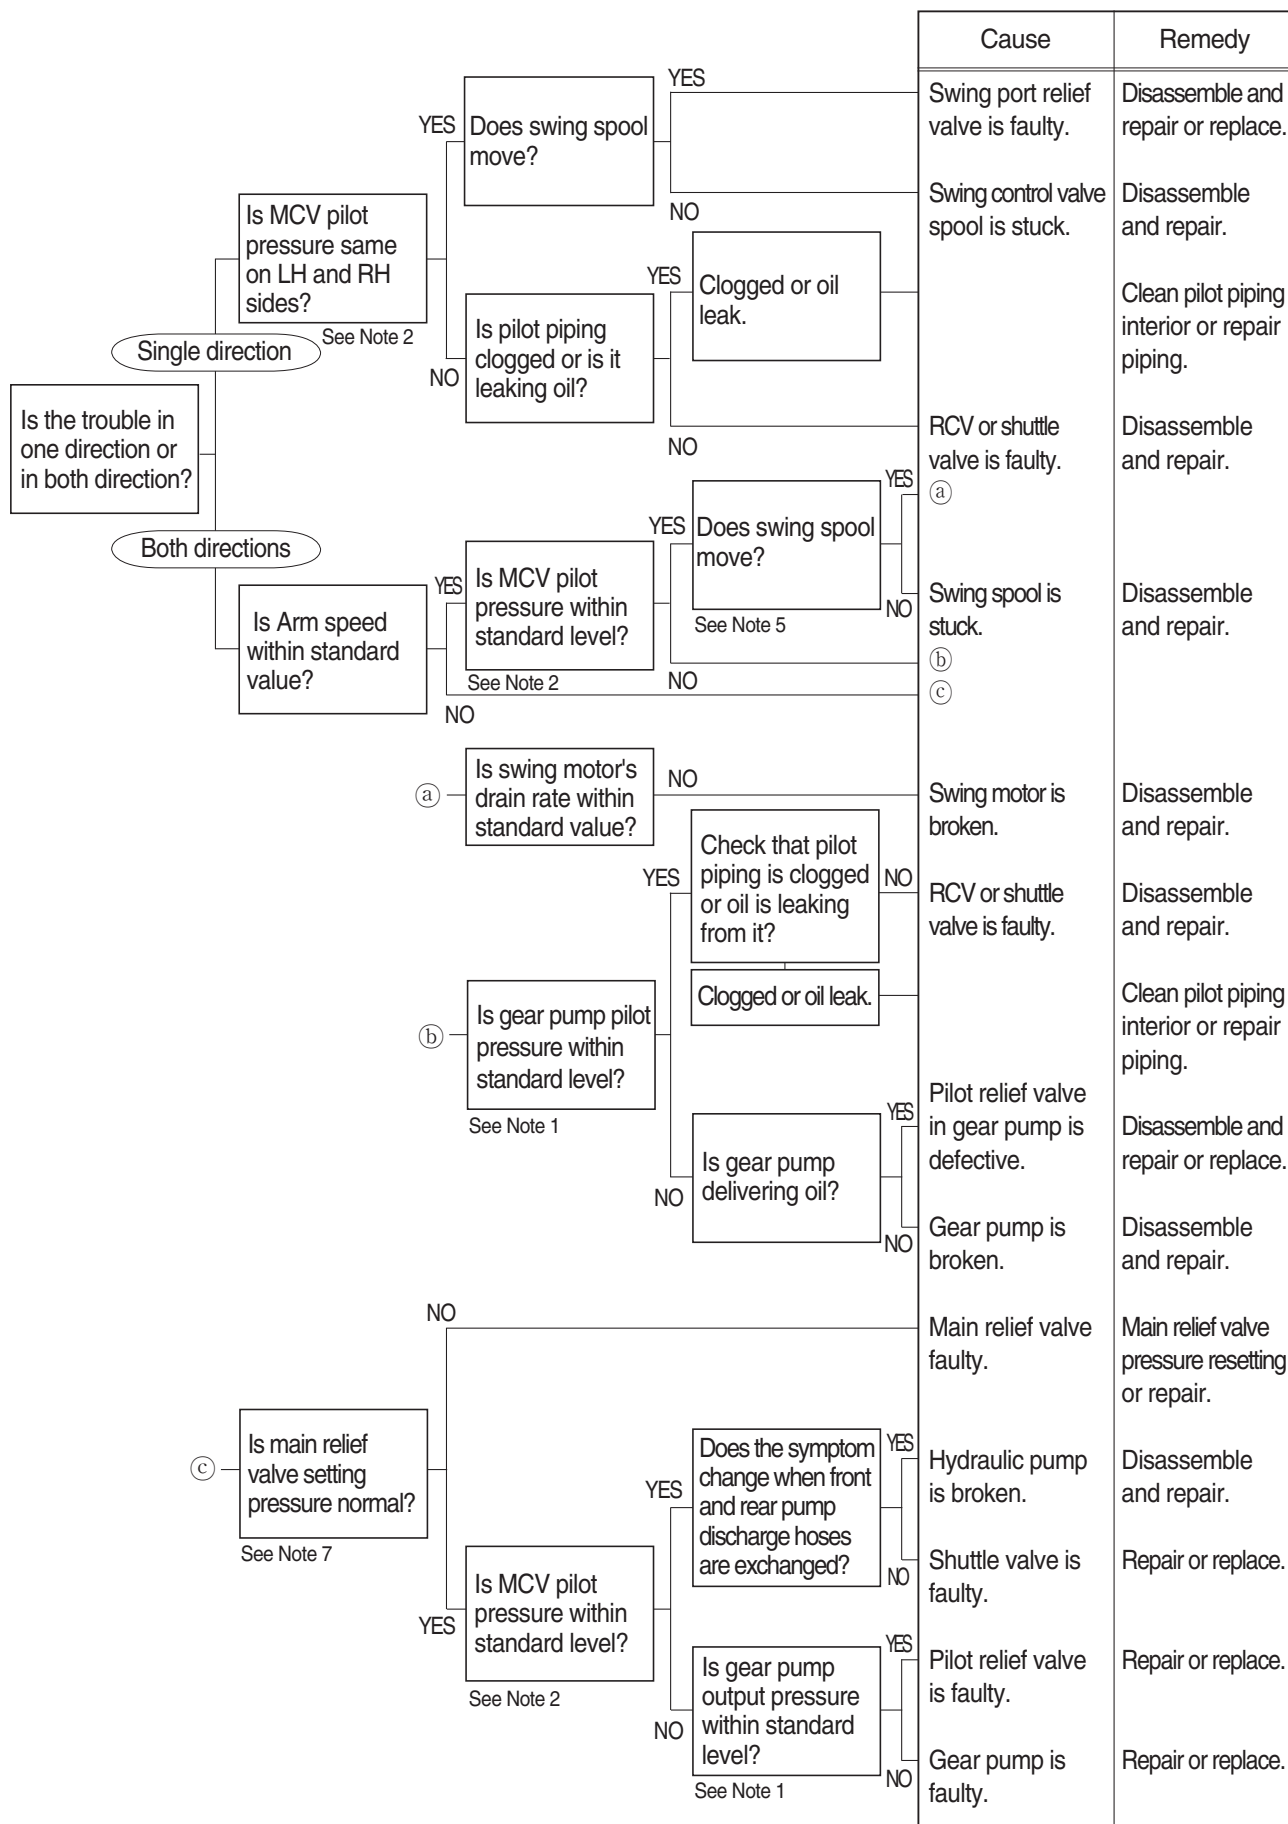 Cause
Remedy
YES
Does swing spool
move?
YES
NO
Swing port relief
valve is faulty.
Disassemble and
repair or replace.
Swing control valve
spool is stuck.
Disassemble
and repair.
Is MCV pilot
pressure same
on LH and RH
sides?
See Note 2
Single direction
NO
Is pilot piping
clogged or is it
leaking oil?
YES
Clogged or oil
leak.
Clean pilot piping
interior or repair
piping.
NO
RCV or shuttle
valve is faulty.
Disassemble
and repair.
Is the trouble in
one direction or
in both direction?
Both directions
Is Arm speed
within standard
value?
YES
Is MCV pilot
pressure within
standard level?
See Note 2
YES
Does swing spool
move?
See Note 5
YES
ⓐ
NO
Swing spool is
stuck.
Disassemble
and repair.
NO
ⓑ
NO
ⓒ
ⓐ
Is swing motor's
drain rate within
standard value?
NO
Swing motor is
broken.
Disassemble
and repair.
ⓑ
Is gear pump pilot
pressure within
standard level?
See Note 1
YES
Check that pilot
piping is clogged
or oil is leaking
from it?
NO
RCV or shuttle
valve is faulty.
Disassemble
and repair.
Clogged or oil leak.
Clean pilot piping
interior or repair
piping.
NO
Is gear pump
delivering oil?
YES
Pilot relief valve
in gear pump is
defective.
Disassemble and
repair or replace.
NO
Gear pump is
broken.
Disassemble
and repair.
ⓒ
Is main relief
valve setting
pressure normal?
See Note 7
NO
Main relief valve
faulty.
Main relief valve
pressure resetting
or repair.
YES
Is MCV pilot
pressure within
standard level?
See Note 2
YES
Does the symptom
change when front
and rear pump
discharge hoses
are exchanged?
YES
Hydraulic pump
is broken.
Disassemble
and repair.
NO
Shuttle valve is
faulty.
Repair or replace.
NO
Is gear pump
output pressure
within standard
level?
See Note 1
YES
Pilot relief valve
is faulty.
Repair or replace.
NO
Gear pump is
faulty.
Repair or replace.